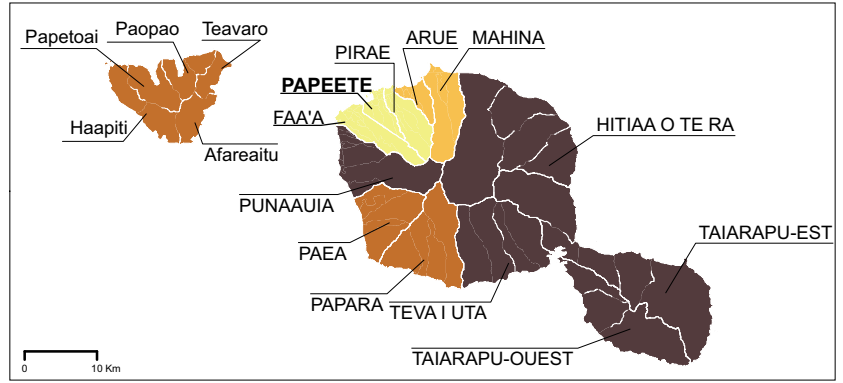 Papetoai
Paopao
Teavaro
Haapiti
Afareaitu
ARUE
MAHINA
PIRAE
PAPEETE
FAA'A
HITIAA O TE RA
PUNAAUIA
TAIARAPU-EST
PAEA
PAPARA
TEVA I UTA
TAIARAPU-OUEST
0 10 Km